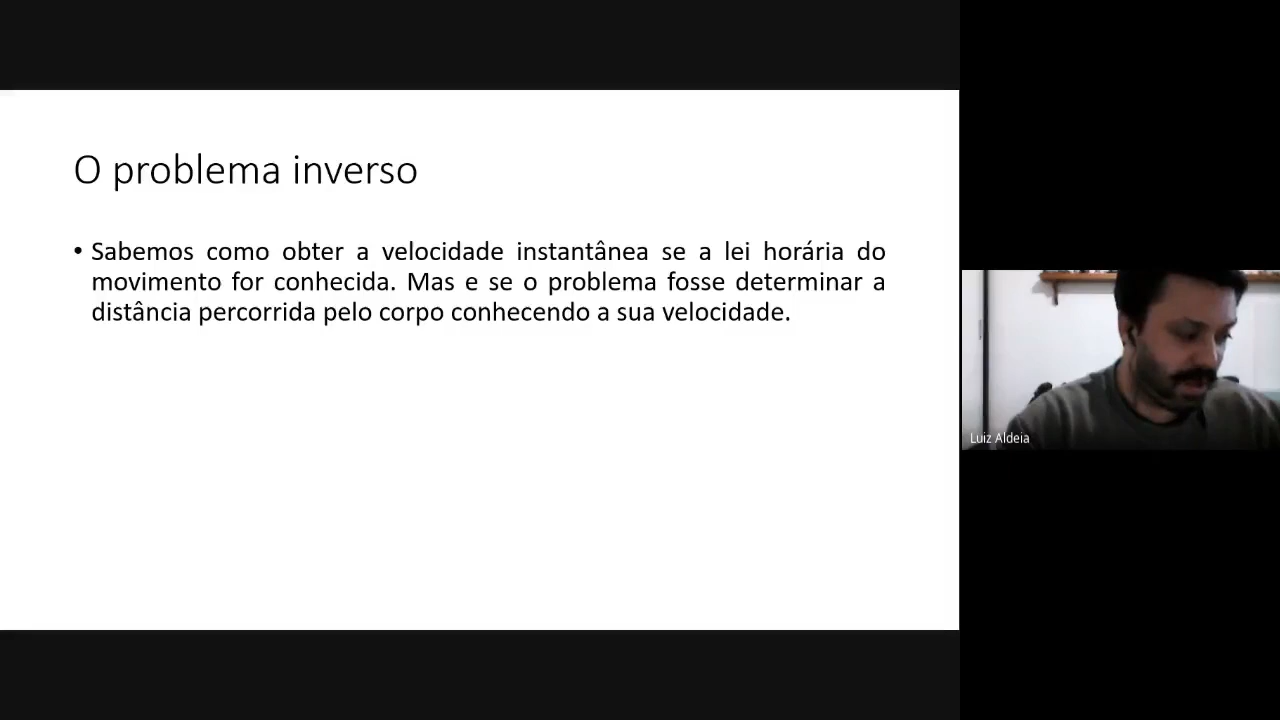 O problema inverso
• Sabemos como obter a velocidade instantânea se a lei horária do
movimento for conhecida. Mas e se o problema fosse determinar a
distância percorrida pelo corpo conhecendo a sua velocidade.
Luiz Aldeia